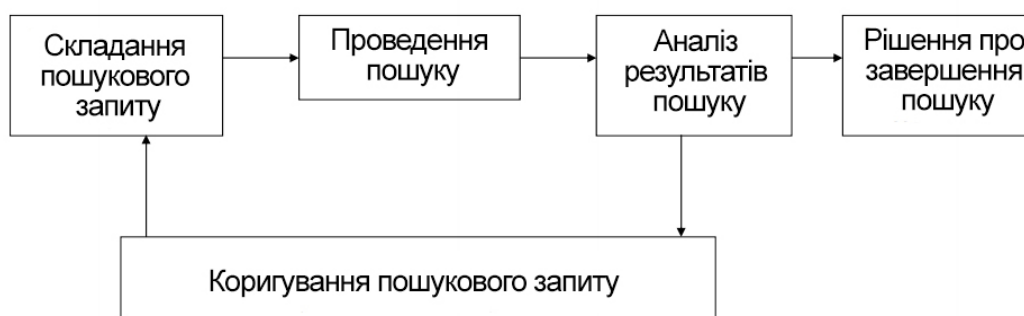 Складання
пошукового
запиту
Проведення
пошуку
Аналіз
результатів
пошуку
Рішення про
завершення
пошуку
Коригування пошукового запиту